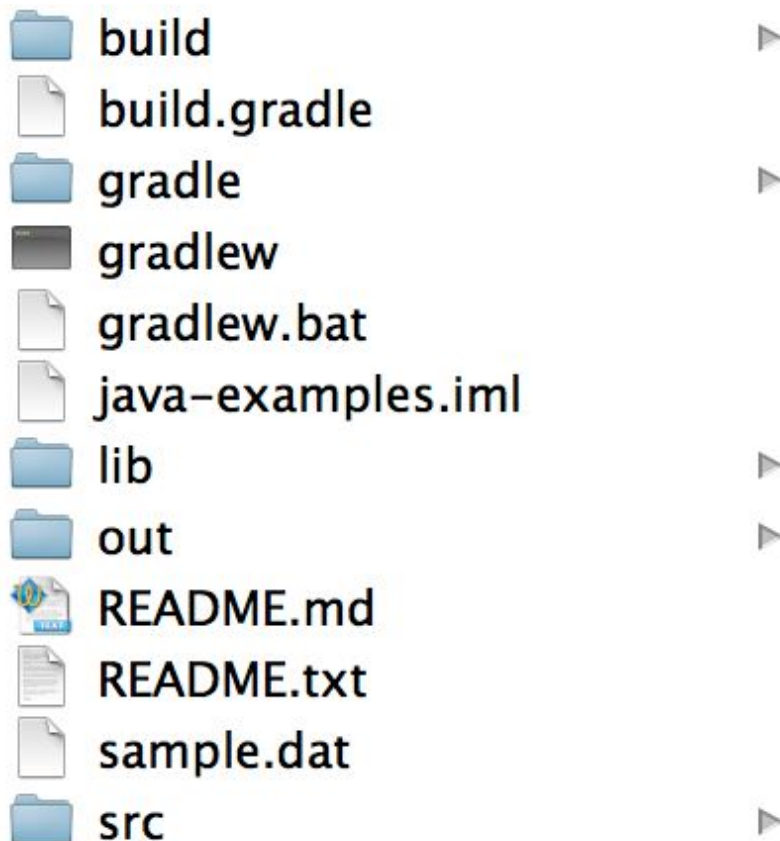 build
build.gradle
gradle
gradlew
gradlew.bat
java-examples.iml
lib
out
README.md
README.txt
sample.dat
src